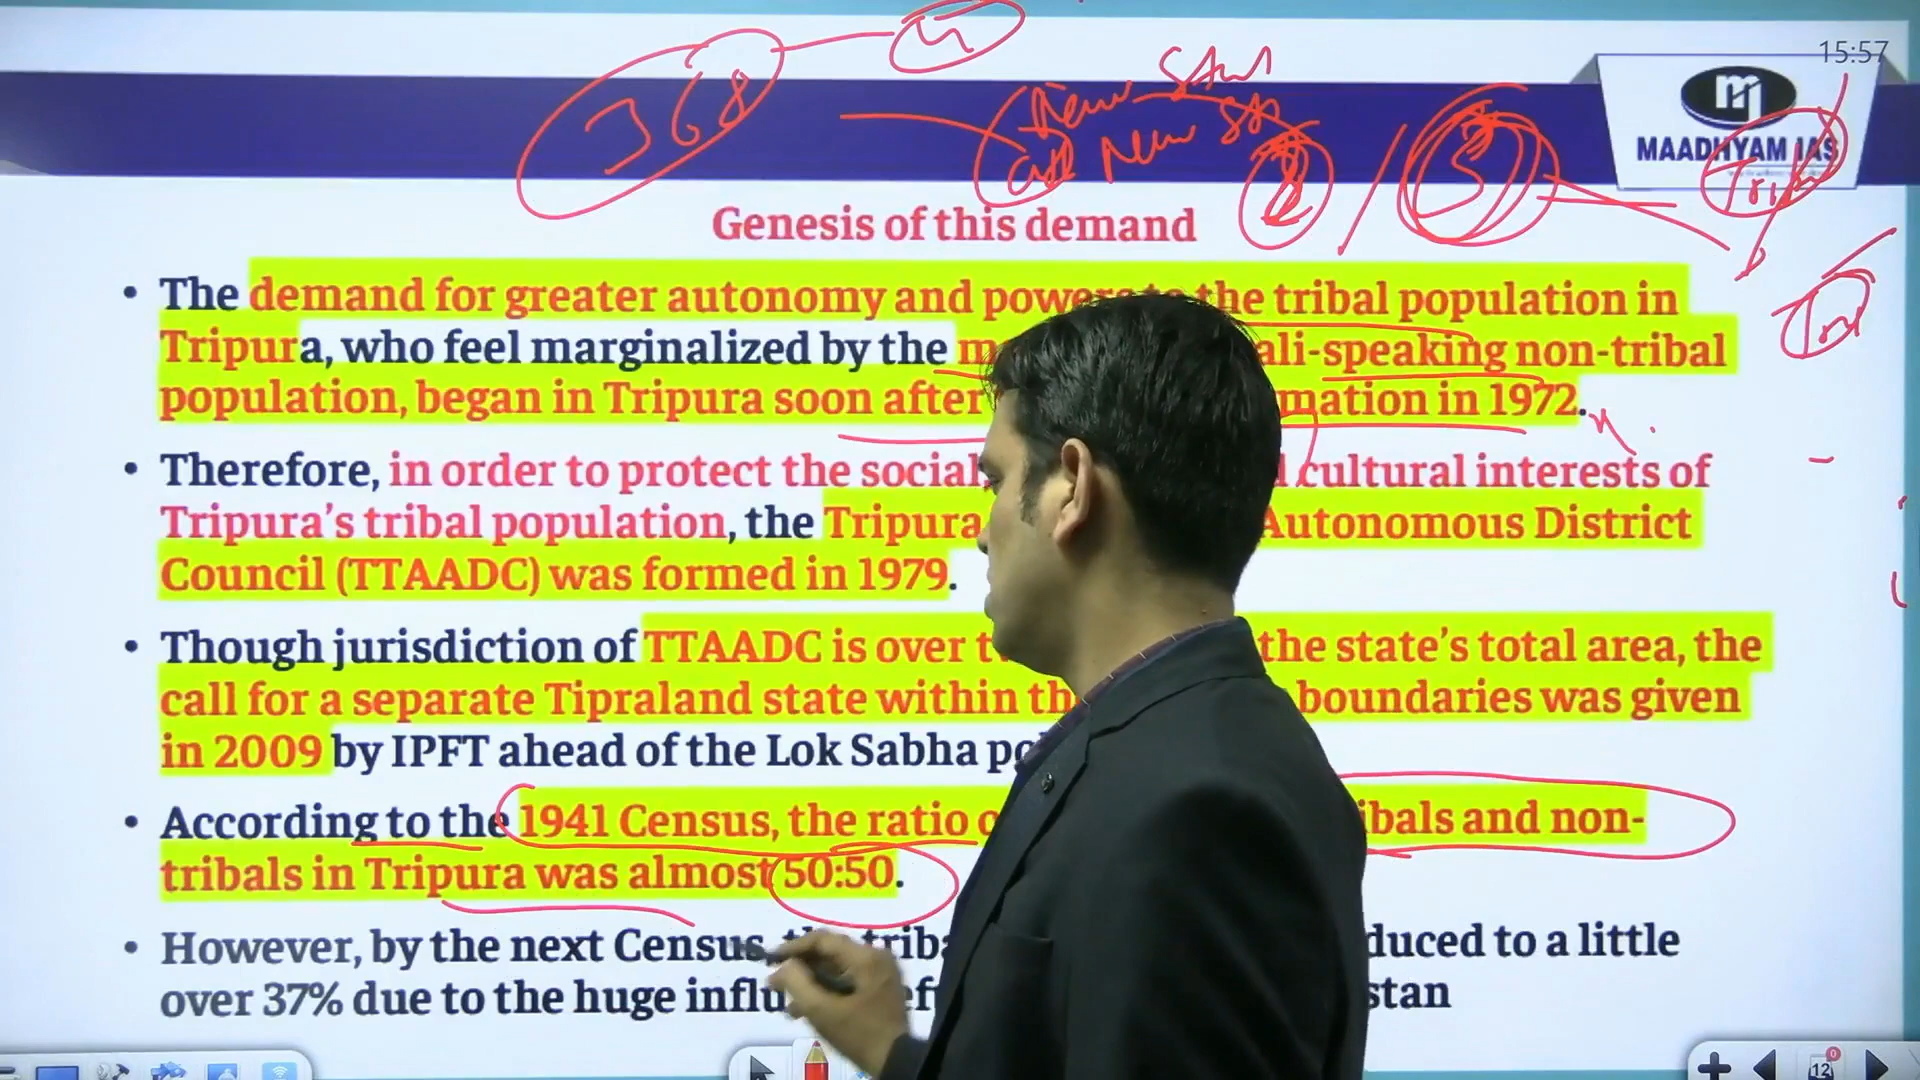 15:57
368
New
New
MAADHYAM IAS
Genesis of this demand
• The demand for greater autonomy and power the tribal population in
Tripura, who feel marginalized by the ali-speaking non-tribal
population, began in Tripura soon after mation in 1972.
• Therefore, in order to protect the social, cultural interests of
Tripura's tribal population, the Tripura Autonomous District
Council (TTAADC) was formed in 1979.
• Though jurisdiction of TTAADC is over the state's total area, the
call for a separate Tipraland state within boundaries was given
in 2009 by IPFT ahead of the Lok Sabha
• According to the 1941 Census, the ratio ibals and non-
tribals in Tripura was almost 50:50.
• However, by the next Census, duced to a little
over 37% due to the huge stan
12
0